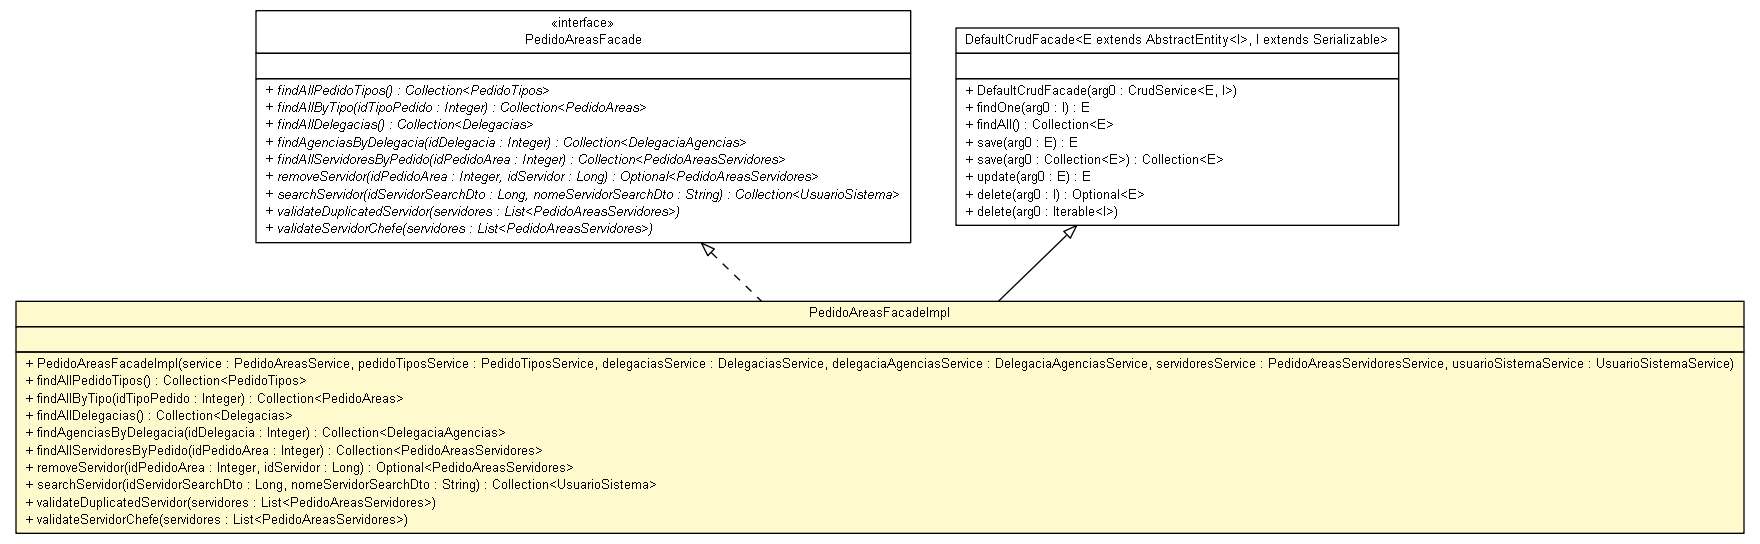 «interface»
PedidoAreasFacade
+ findAllPedidoTipos() : Collection<PedidoTipos>
+ findAllByTipo(idTipoPedido : Integer) : Collection<PedidoAreas>
+ findAllDelegacias() : Collection<Delegacias>
+ findAgenciasByDelegacia(idDelegacia : Integer) : Collection<DelegaciaAgencias>
+ findAllServidoresByPedido(idPedidoArea : Integer) : Collection<PedidoAreasServidores>
+ removeServidor(idPedidoArea : Integer, idServidor : Long) : Optional<PedidoAreasServidores>
+ searchServidor(idServidorSearchDto : Long, nomeServidorSearchDto : String) : Collection<UsuarioSistema>
+ validateDuplicatedServidor(servidores : List<PedidoAreasServidores>)
+ validateServidorChefe(servidores : List<PedidoAreasServidores>)
DefaultCrudFacade<E extends AbstractEntity<I>, I extends Serializable>
+ DefaultCrudFacade(arg0 : CrudService<E, I>)
+ findOne(arg0 : I) : E
+ findAll() : Collection<E>
+ save(arg0 : E) : E
+ save(arg0 : Collection<E>) : Collection<E>
+ update(arg0 : E) : E
+ delete(arg0 : I) : Optional<E>
+ delete(arg0 : Iterable<I>)
PedidoAreasFacadeImpl
+ PedidoAreasFacadeImpl(service : PedidoAreasService, pedidoTiposService : PedidoTiposService, delegaciasService : DelegaciasService, delegaciaAgenciasService : DelegaciaAgenciasService, servidoresService : PedidoAreasServidoresService, usuarioSistemaService : UsuarioSistemaService)
+ findAllPedidoTipos() : Collection<PedidoTipos>
+ findAllByTipo(idTipoPedido : Integer) : Collection<PedidoAreas>
+ findAllDelegacias() : Collection<Delegacias>
+ findAgenciasByDelegacia(idDelegacia : Integer) : Collection<DelegaciaAgencias>
+ findAllServidoresByPedido(idPedidoArea : Integer) : Collection<PedidoAreasServidores>
+ removeServidor(idPedidoArea : Integer, idServidor : Long) : Optional<PedidoAreasServidores>
+ searchServidor(idServidorSearchDto : Long, nomeServidorSearchDto : String) : Collection<UsuarioSistema>
+ validateDuplicatedServidor(servidores : List<PedidoAreasServidores>)
+ validateServidorChefe(servidores : List<PedidoAreasServidores>)